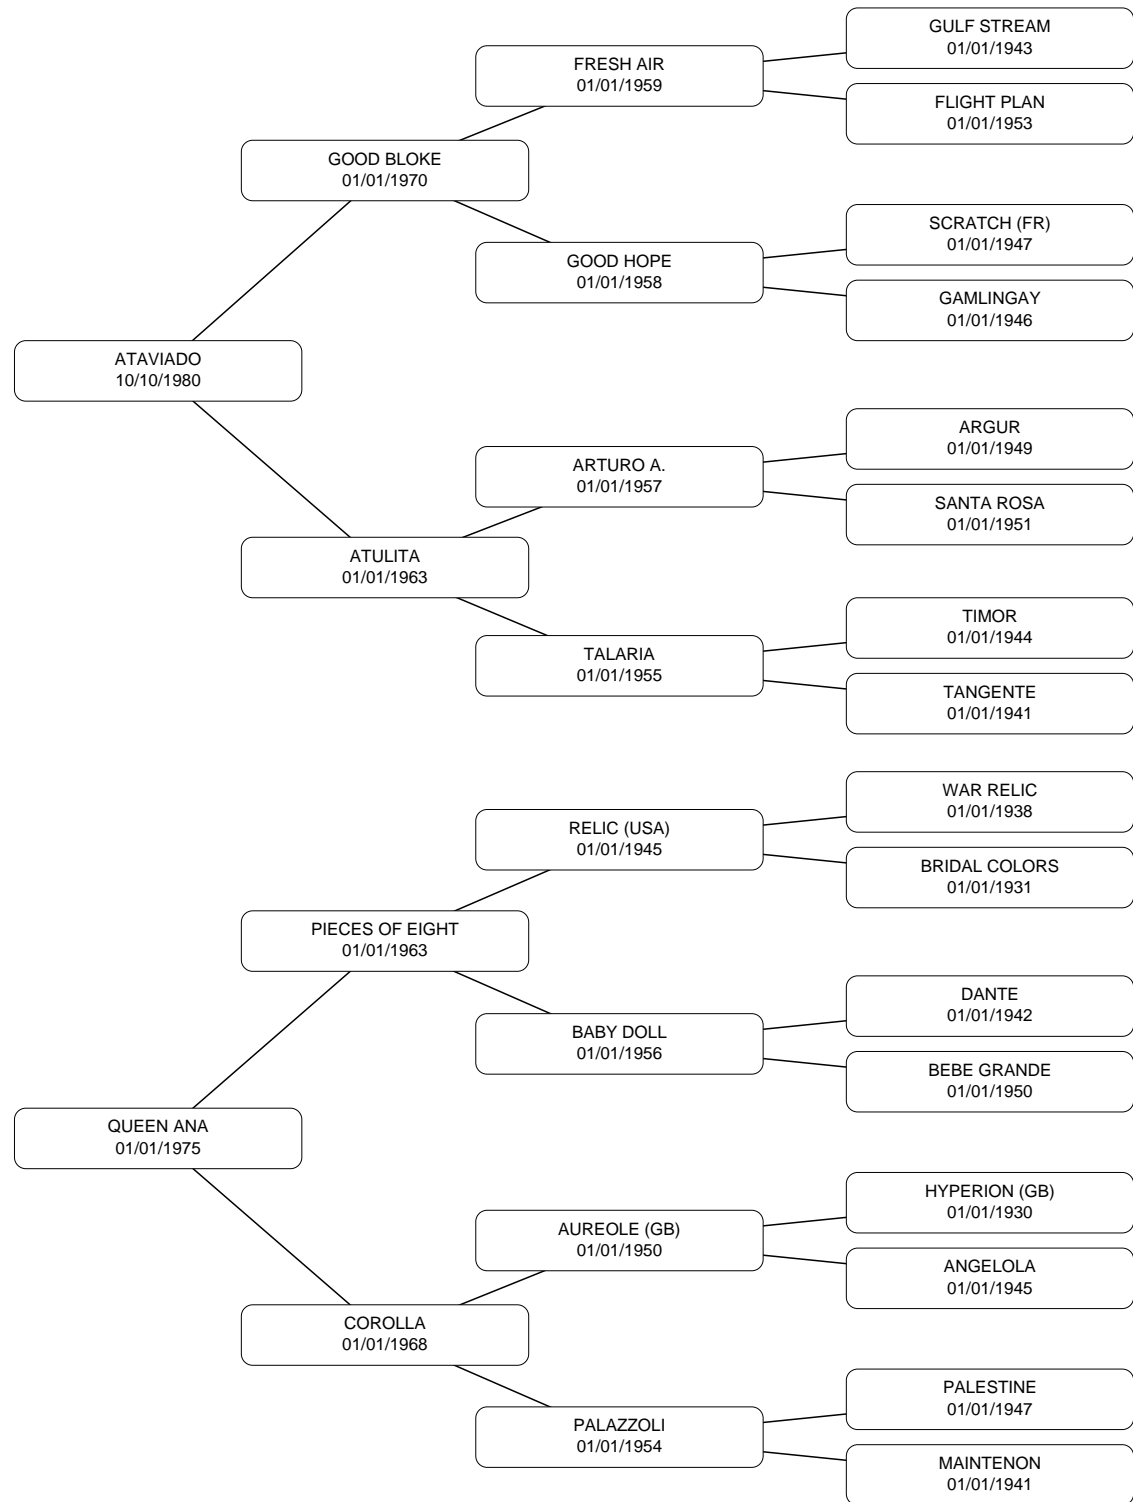 GULF STREAM
01/01/1943
FRESH AIR
01/01/1959
FLIGHT PLAN
01/01/1953
GOOD BLOKE
01/01/1970
SCRATCH (FR)
01/01/1947
GOOD HOPE
01/01/1958
GAMLINGAY
01/01/1946
ATAVIADO
10/10/1980
ARGUR
01/01/1949
ARTURO A.
01/01/1957
SANTA ROSA
01/01/1951
ATULITA
01/01/1963
TIMOR
01/01/1944
TALARIA
01/01/1955
TANGENTE
01/01/1941
WAR RELIC
01/01/1938
RELIC (USA)
01/01/1945
BRIDAL COLORS
01/01/1931
PIECES OF EIGHT
01/01/1963
DANTE
01/01/1942
BABY DOLL
01/01/1956
BEBE GRANDE
01/01/1950
QUEEN ANA
01/01/1975
HYPERION (GB)
01/01/1930
AUREOLE (GB)
01/01/1950
ANGELOLA
01/01/1945
COROLLA
01/01/1968
PALESTINE
01/01/1947
PALAZZOLI
01/01/1954
MAINTENON
01/01/1941